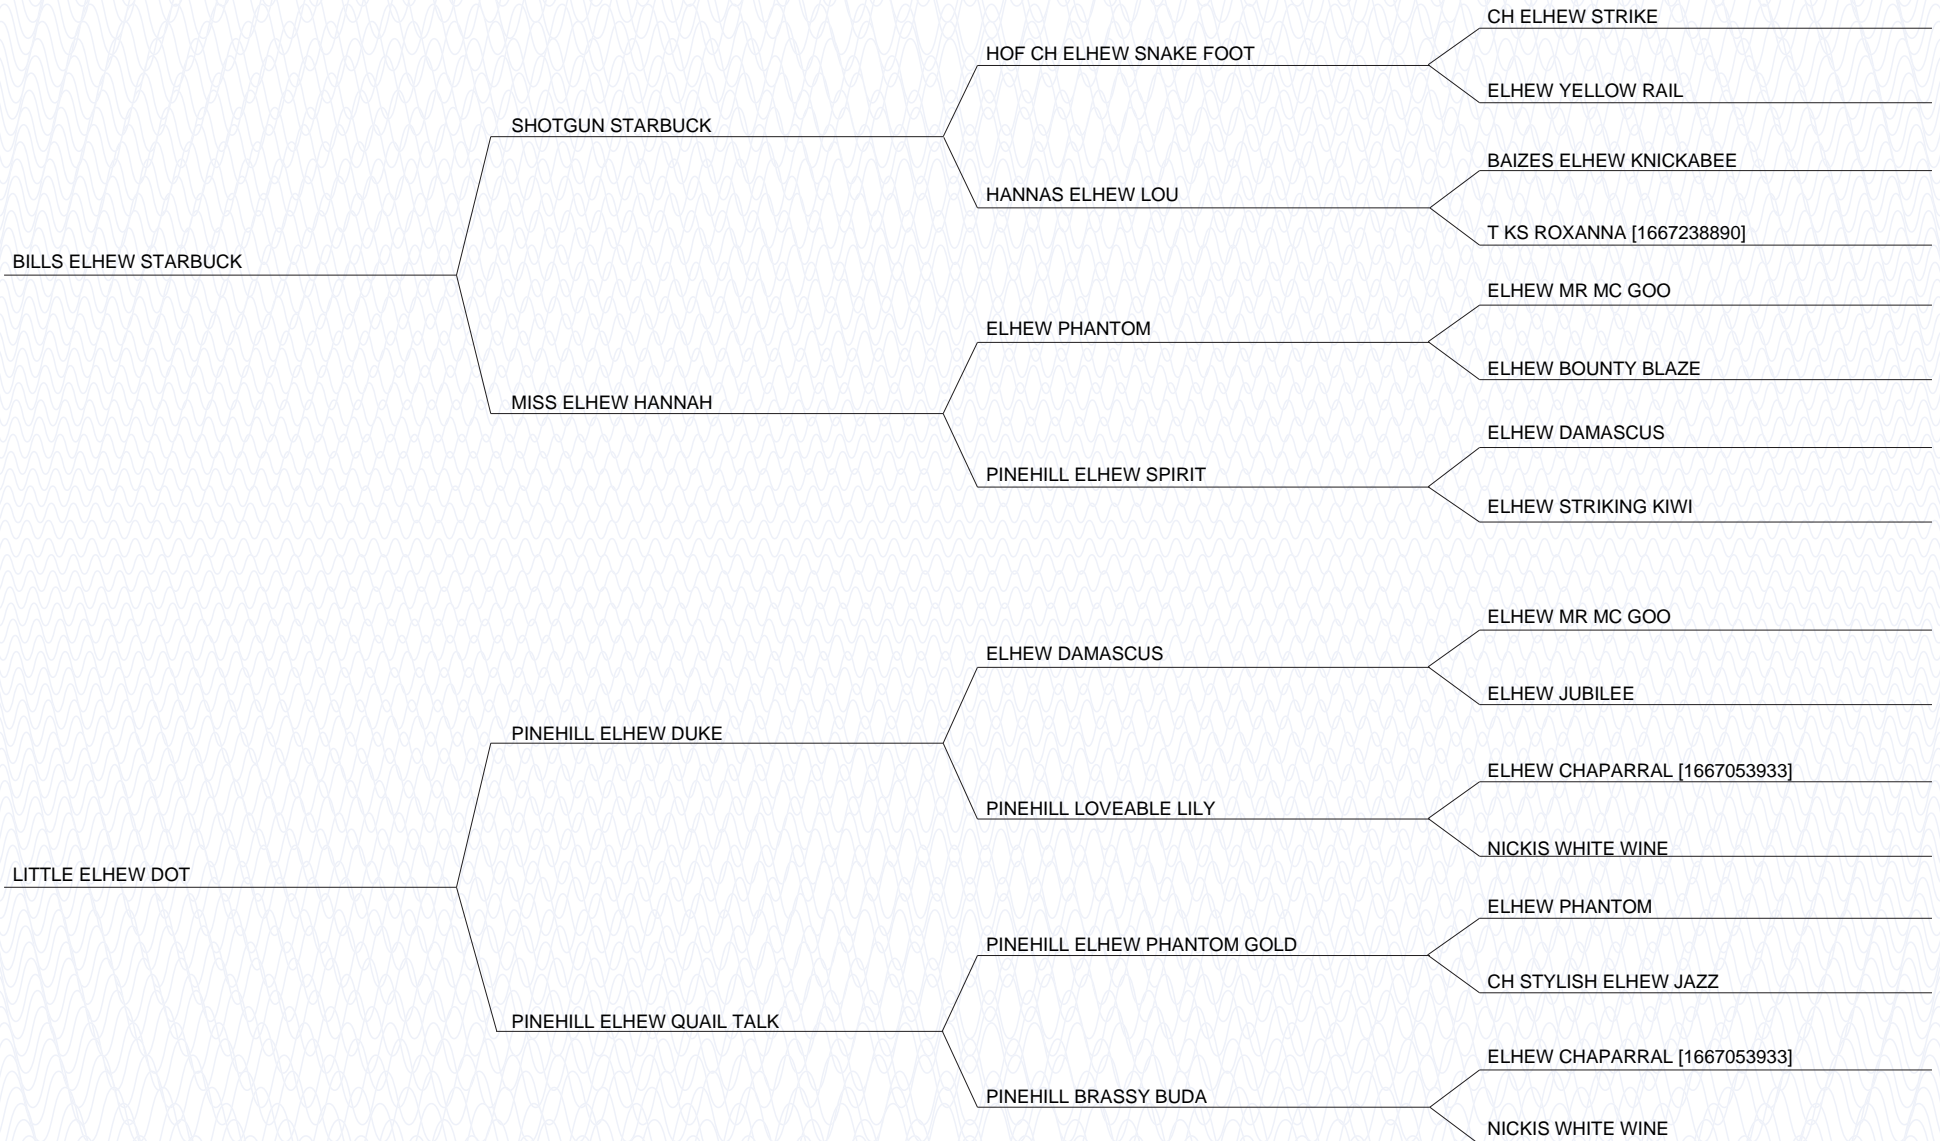 CH ELHEW STRIKE
HOF CH ELHEW SNAKE FOOT
ELHEW YELLOW RAIL
SHOTGUN STARBUCK
BAIZES ELHEW KNICKABEE
HANNAS ELHEW LOU
T KS ROXANNA [1667238890]
BILLS ELHEW STARBUCK
ELHEW MR MC GOO
ELHEW PHANTOM
ELHEW BOUNTY BLAZE
MISS ELHEW HANNAH
ELHEW DAMASCUS
PINEHILL ELHEW SPIRIT
ELHEW STRIKING KIWI
ELHEW MR MC GOO
ELHEW DAMASCUS
ELHEW JUBILEE
PINEHILL ELHEW DUKE
ELHEW CHAPARRAL [1667053933]
PINEHILL LOVEABLE LILY
NICKIS WHITE WINE
LITTLE ELHEW DOT
ELHEW PHANTOM
PINEHILL ELHEW PHANTOM GOLD
CH STYLISH ELHEW JAZZ
PINEHILL ELHEW QUAIL TALK
ELHEW CHAPARRAL [1667053933]
PINEHILL BRASSY BUDA
NICKIS WHITE WINE